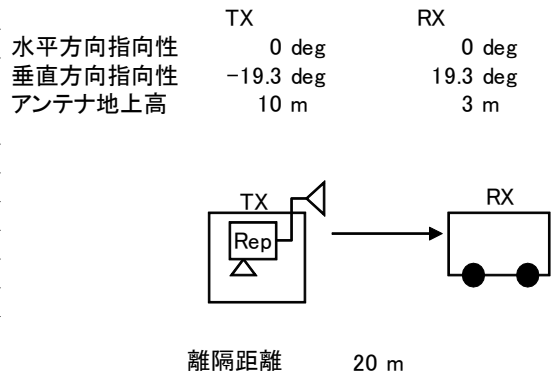 TX RX
水平方向指向性 0 deg 0 deg
垂直方向指向性 -19.3 deg 19.3 deg
アンテナ地上高 10 m 3 m
TX RX
Rep
離隔距離 20 m